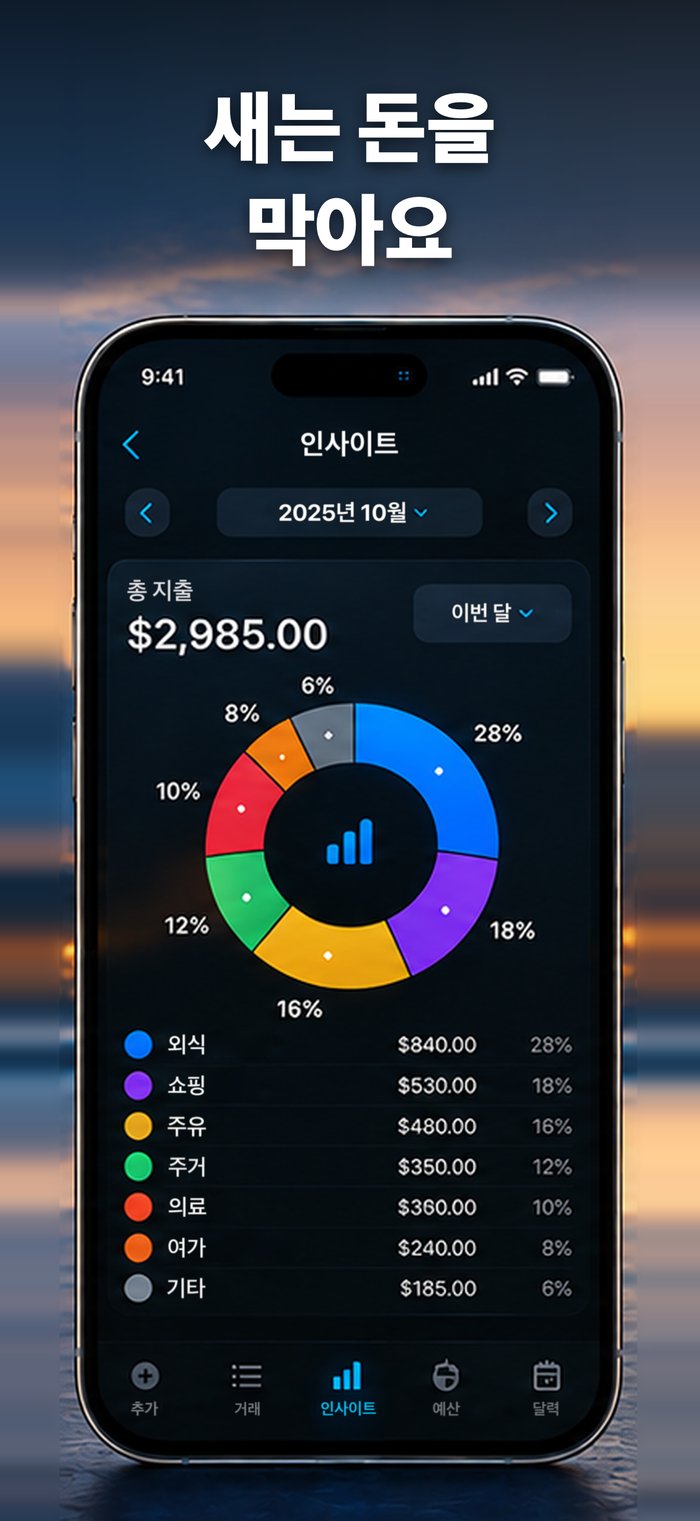 새는 돈을
막아요
9:41
인사이트
2025년 10월
총 지출
$2,985.00
이번 달
6%
8%
28%
10%
12%
18%
16%
외식 $840.00 28%
쇼핑 $530.00 18%
주유 $480.00 16%
주거 $350.00 12%
의료 $360.00 10%
여가 $240.00 8%
기타 $185.00 6%
추가 거래 인사이트 예산 달력